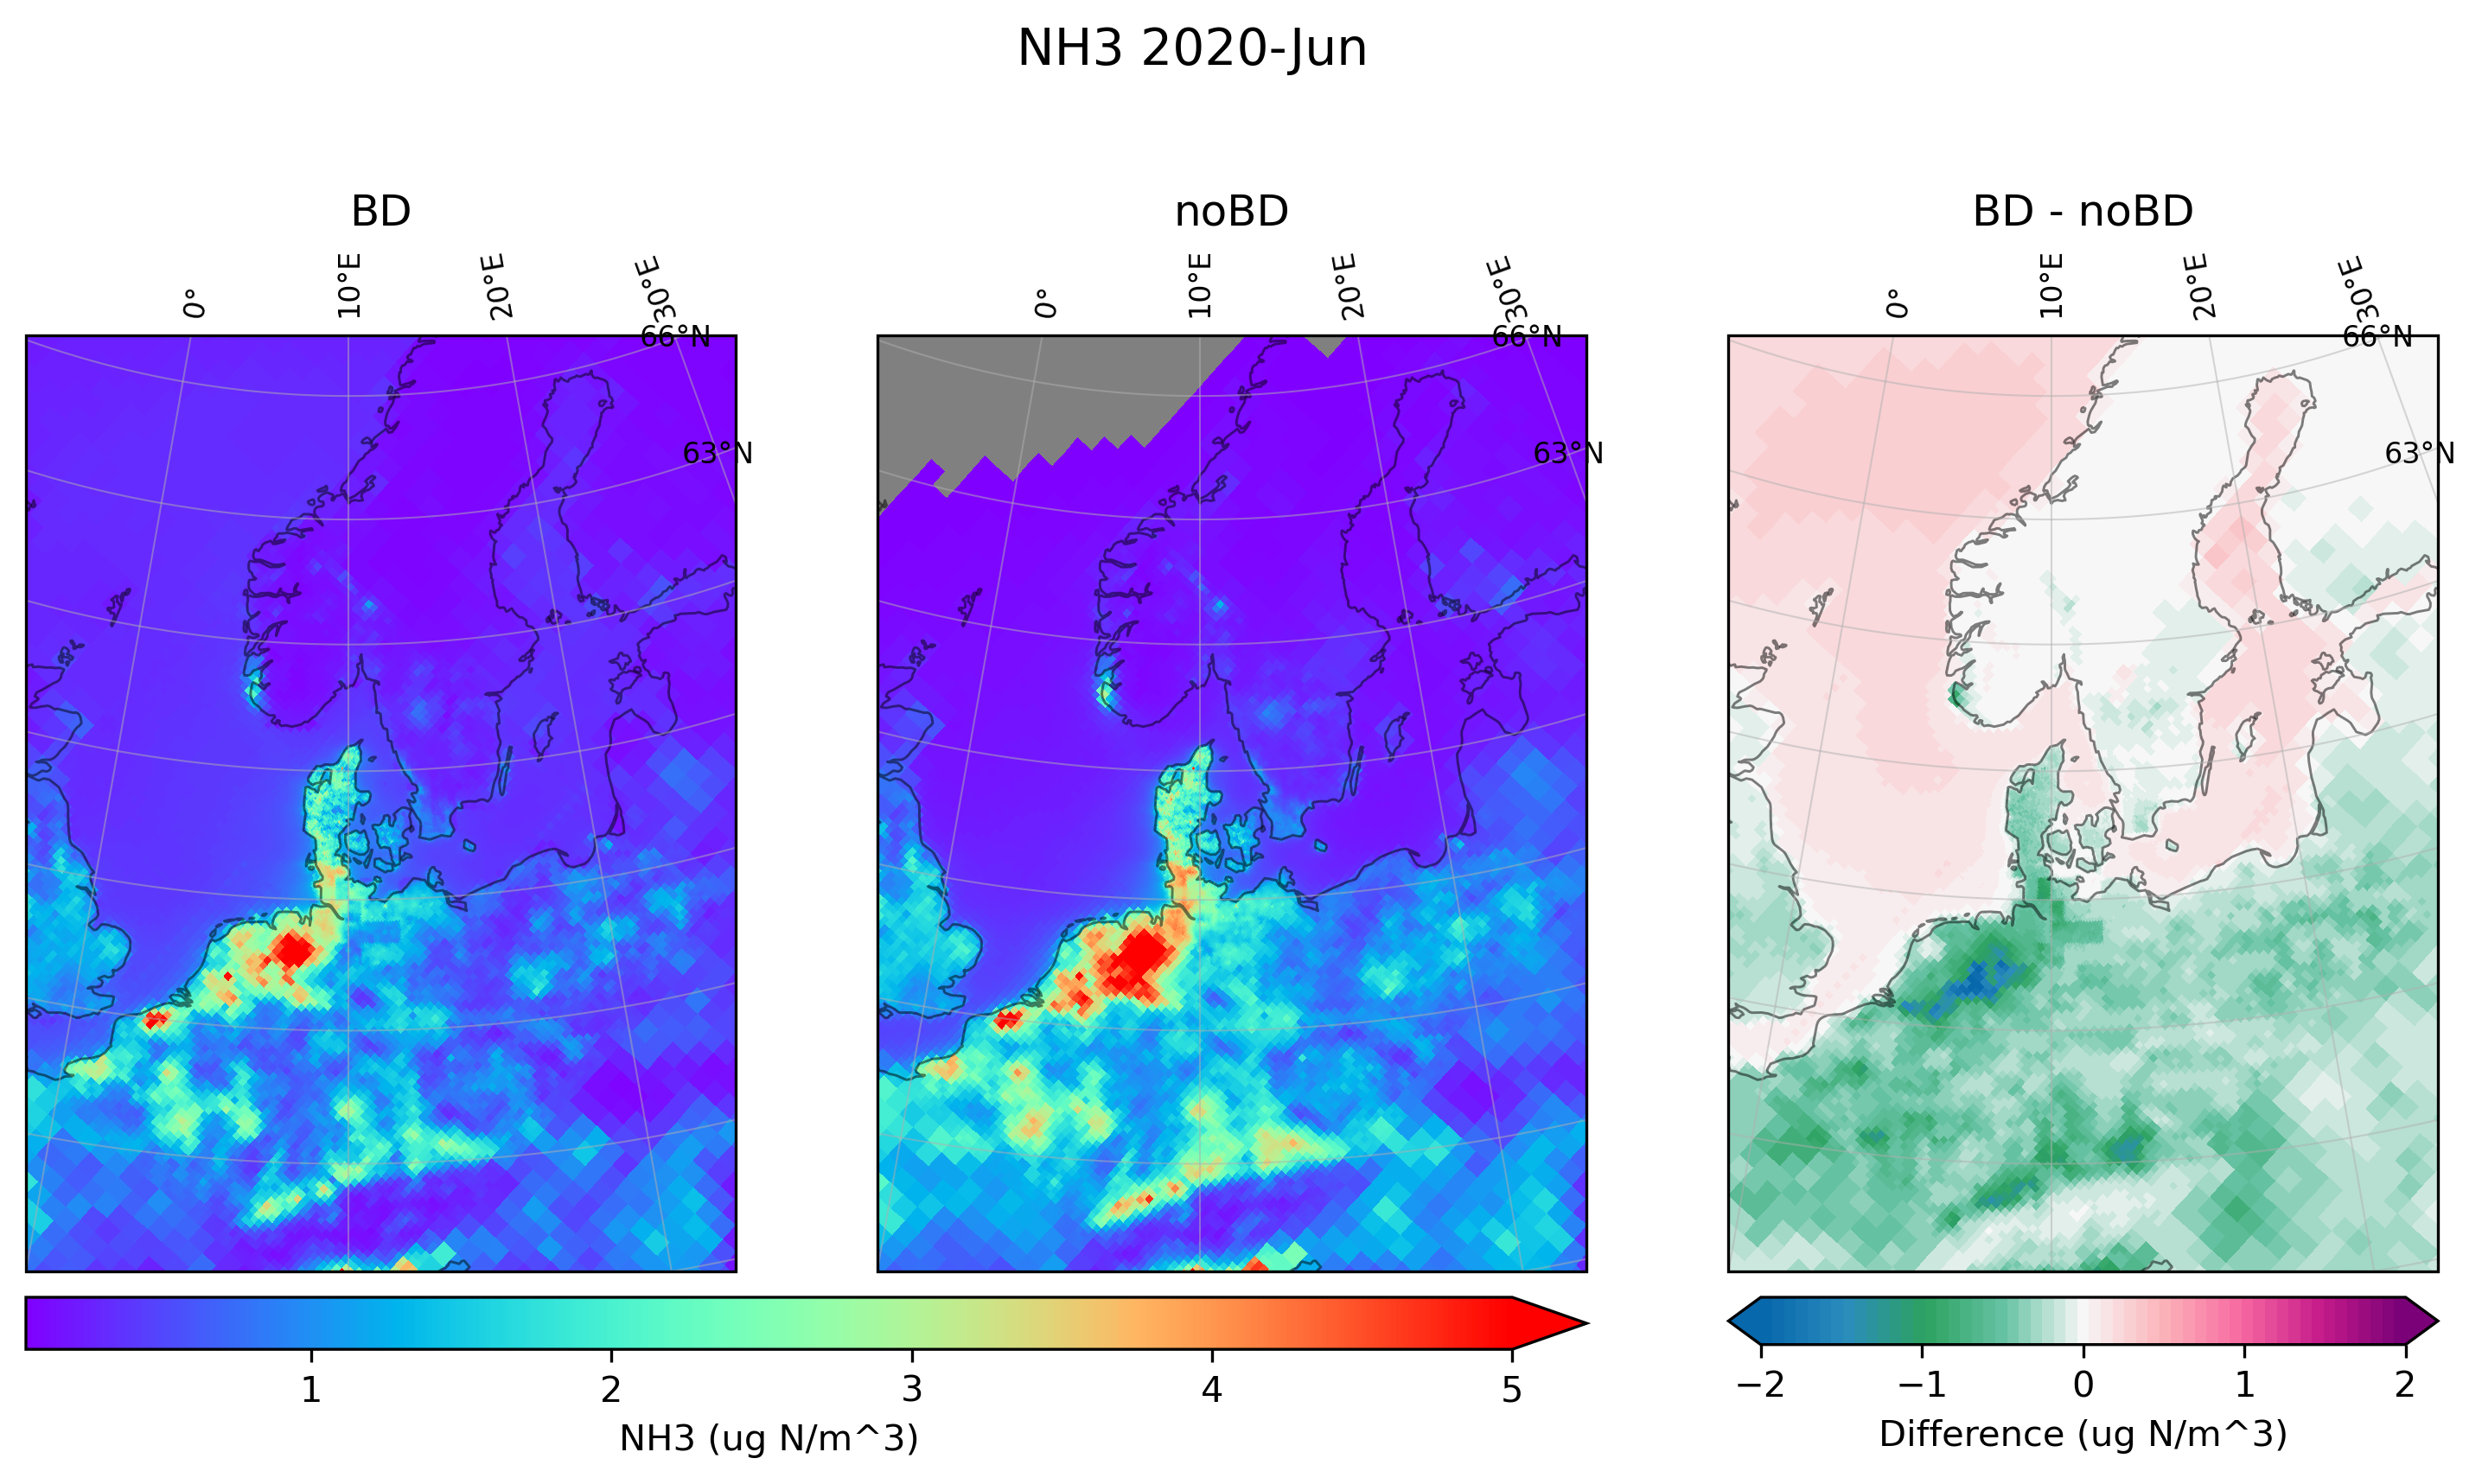 NH3 2020-Jun
BD
noBD
BD - noBD
0° 10°E 20°E 30°E
0° 10°E 20°E 30°E
0° 10°E 20°E 30°E
66°N
66°N
66°N
63°N
63°N
63°N
1 2 3 4 5
NH3 (ug N/m^3)
−2 −1 0 1 2
Difference (ug N/m^3)